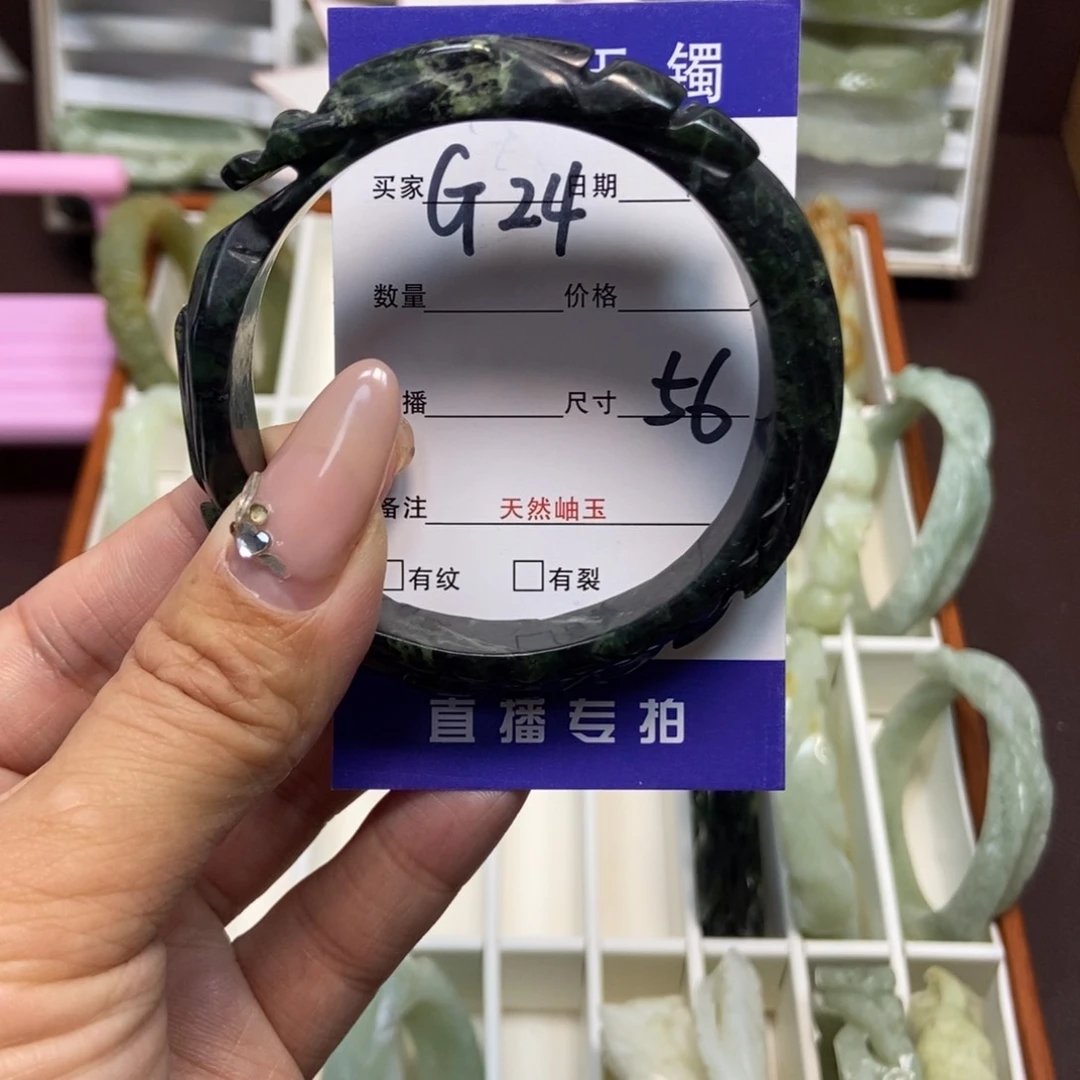 镯
买家 G24 日期
数量 价格
播 尺寸 56
备注 天然岫玉
□有纹 □有裂
直播专拍